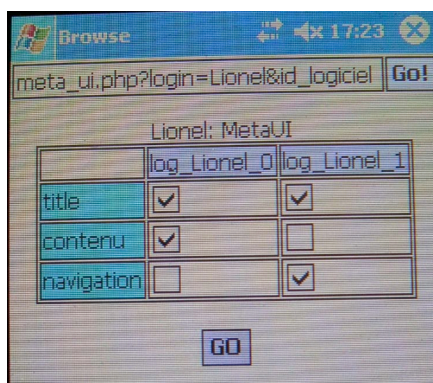 Browse 17:23
meta_ui.php?login=Lionel&id_logiciel Go!
Lionel: MetaUI
log_Lionel_0 log_Lionel_1
title
contenu
navigation
GO